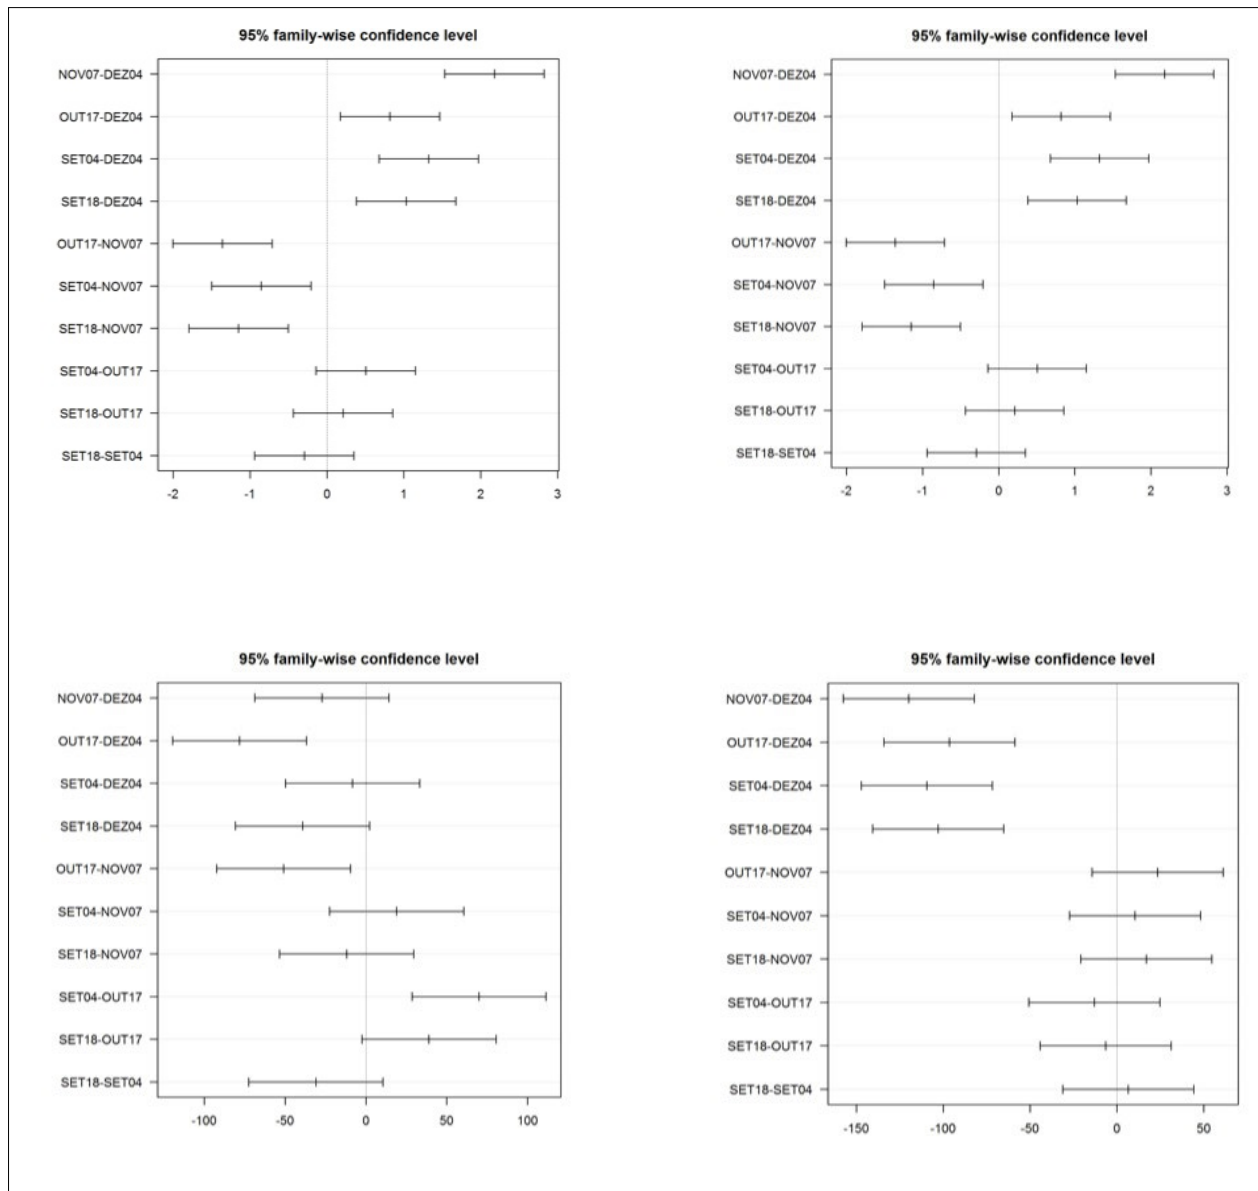 95% family-wise confidence level
NOV07-DEZ04
OUT17-DEZ04
SET04-DEZ04
SET18-DEZ04
OUT17-NOV07
SET04-NOV07
SET18-NOV07
SET04-OUT17
SET18-OUT17
SET18-SET04
-2 -1 0 1 2 3
95% family-wise confidence level
NOV07-DEZ04
OUT17-DEZ04
SET04-DEZ04
SET18-DEZ04
OUT17-NOV07
SET04-NOV07
SET18-NOV07
SET04-OUT17
SET18-OUT17
SET18-SET04
-2 -1 0 1 2 3
95% family-wise confidence level
NOV07-DEZ04
OUT17-DEZ04
SET04-DEZ04
SET18-DEZ04
OUT17-NOV07
SET04-NOV07
SET18-NOV07
SET04-OUT17
SET18-OUT17
SET18-SET04
-100 -50 0 50 100
95% family-wise confidence level
NOV07-DEZ04
OUT17-DEZ04
SET04-DEZ04
SET18-DEZ04
OUT17-NOV07
SET04-NOV07
SET18-NOV07
SET04-OUT17
SET18-OUT17
SET18-SET04
-150 -100 -50 0 50